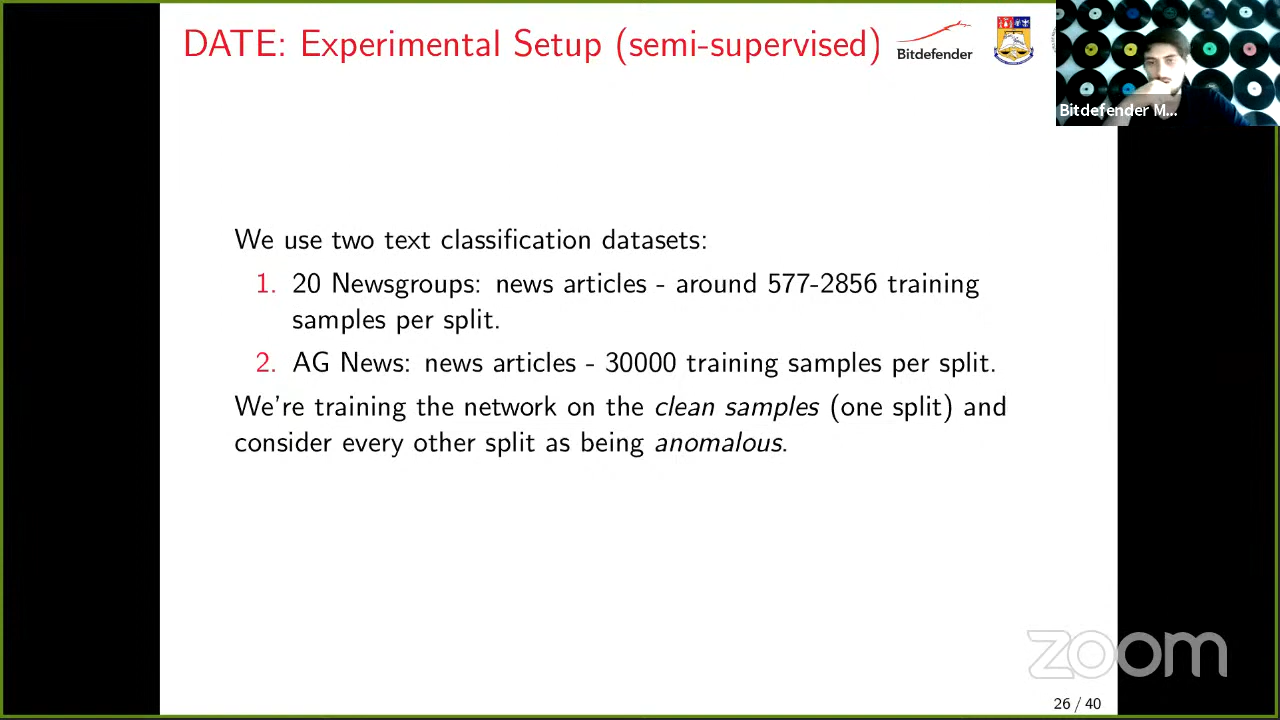 DATE: Experimental Setup (semi-supervised)
Bitdefender
Bitdefender M...
We use two text classification datasets:
1. 20 Newsgroups: news articles - around 577-2856 training
samples per split.
2. AG News: news articles - 30000 training samples per split.
We're training the network on the clean samples (one split) and
consider every other split as being anomalous.
zoom
26 / 40